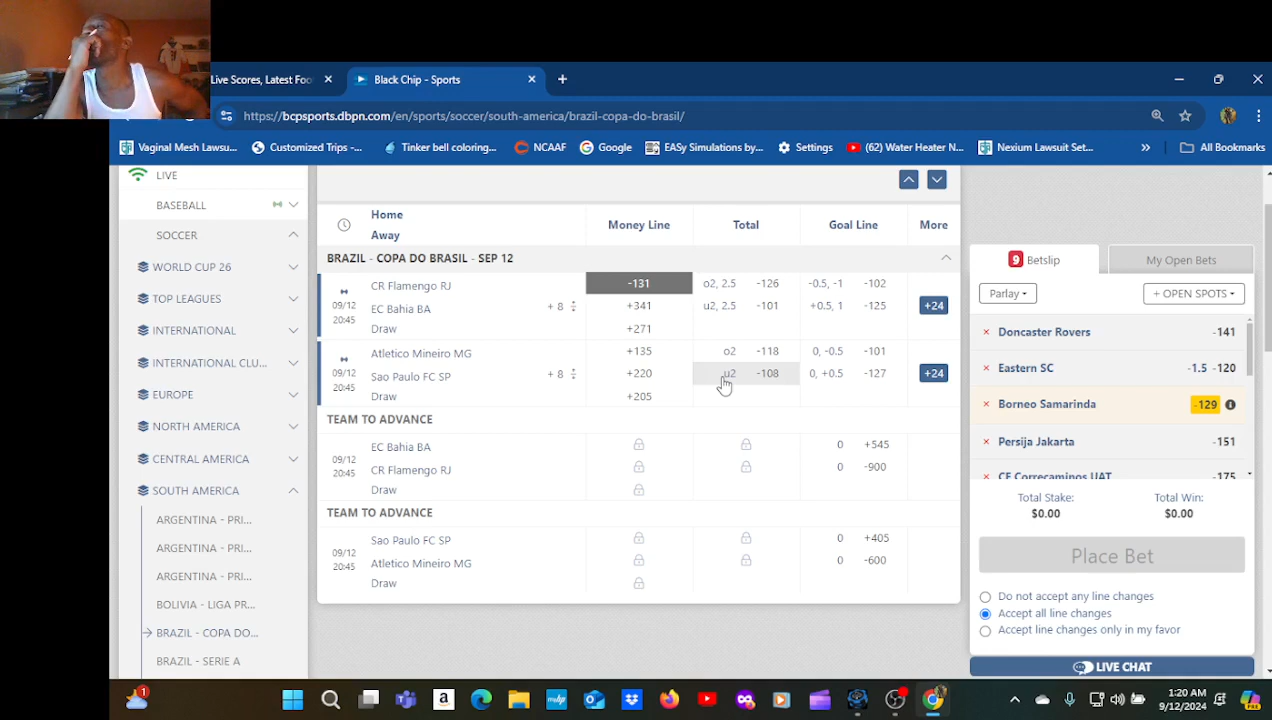 Live Scores, Latest Foo
Black Chip - Sports
https://bcpsports.dbpn.com/en/sports/soccer/south-america/brazil-copa-do-brasil/
Vaginal Mesh Lawsu... Customized Trips -... Tinker bell coloring... NCAAF Google EASy Simulations by... Settings (62) Water Heater N... Nexium Lawsuit Set... » All Bookmarks
LIVE
BASEBALL
SOCCER
WORLD CUP 26
TOP LEAGUES
INTERNATIONAL
INTERNATIONAL CLU...
EUROPE
NORTH AMERICA
CENTRAL AMERICA
SOUTH AMERICA
ARGENTINA - PRI...
ARGENTINA - PRI...
ARGENTINA - PRI...
BOLIVIA - LIGA PR...
BRAZIL - COPA DO...
BRAZIL - SERIE A
Home
Away
Money Line Total Goal Line More
BRAZIL - COPA DO BRASIL - SEP 12
09/12
20:45
CR Flamengo RJ -131 o2, 2.5 -126 -0.5, -1 -102
EC Bahia BA + 8 +341 u2, 2.5 -101 +0.5, 1 -125 +24
Draw +271
09/12
20:45
Atletico Mineiro MG +135 o2 -118 0, -0.5 -101
Sao Paulo FC SP + 8 +220 u2 -108 0, +0.5 -127 +24
Draw +205
TEAM TO ADVANCE
09/12
20:45
EC Bahia BA 0 +545
CR Flamengo RJ 0 -900
Draw
TEAM TO ADVANCE
09/12
20:45
Sao Paulo FC SP 0 +405
Atletico Mineiro MG 0 -600
Draw
9 Betslip My Open Bets
Parlay + OPEN SPOTS
× Doncaster Rovers -141
× Eastern SC -1.5 -120
× Borneo Samarinda -129
× Persija Jakarta -151
× CF Correcaminos UAT -175
Total Stake: Total Win:
$0.00 $0.00
Place Bet
Do not accept any line changes
Accept all line changes
Accept line changes only in my favor
LIVE CHAT
1
1:20 AM
9/12/2024